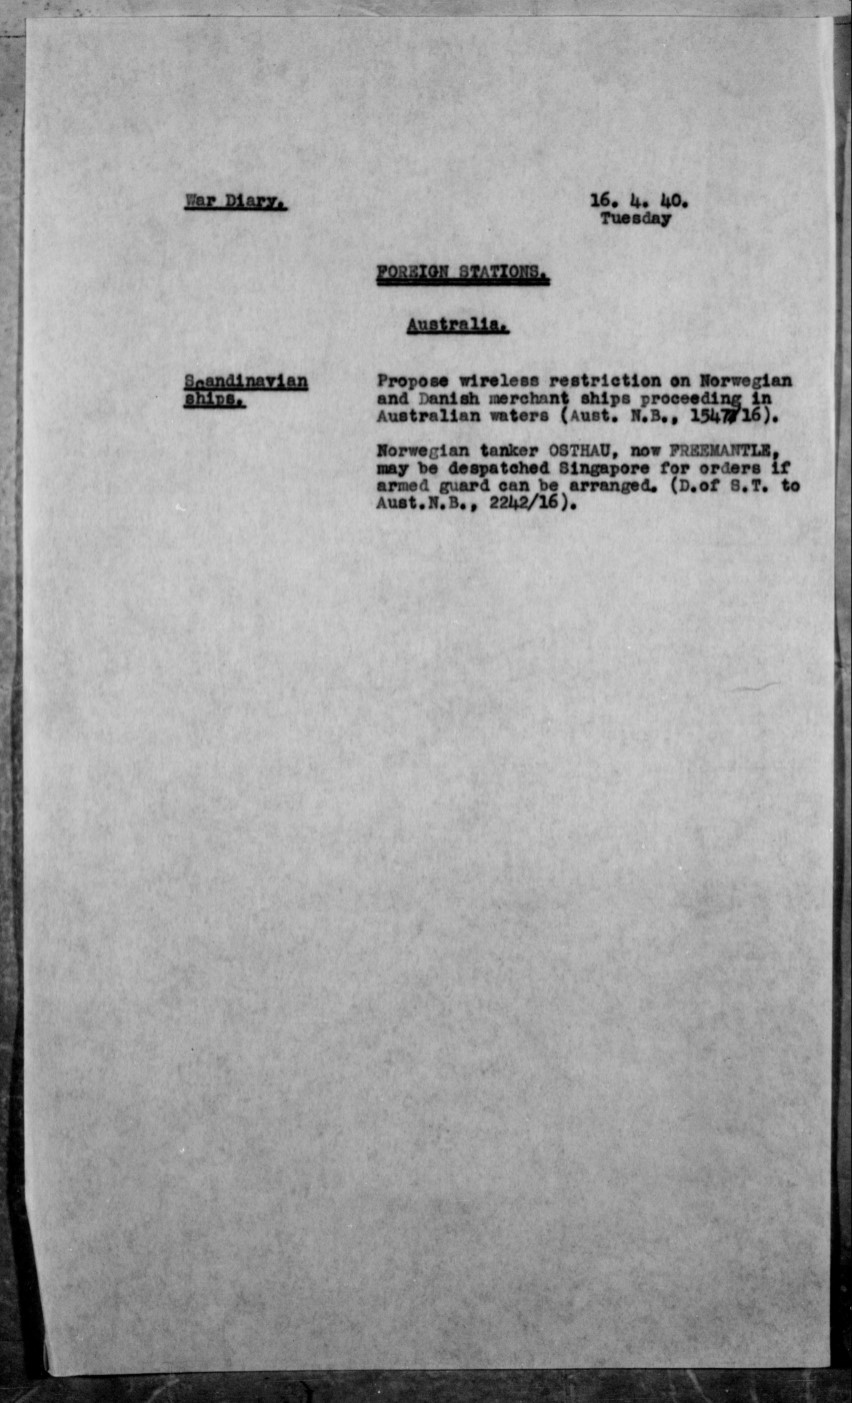 War Diary.
16. 4. 40.
Tuesday
FOREIGN STATIONS.
Australia.
Scandinavian
ships.
Propose wireless restriction on Norwegian
and Danish merchant ships proceeding in
Australian waters (Aust. N.B., 1547/16).
Norwegian tanker OSTHAU, now FREEMANTLE,
may be despatched Singapore for orders if
armed guard can be arranged. (D.of S.T. to
Aust.N.B., 2242/16).